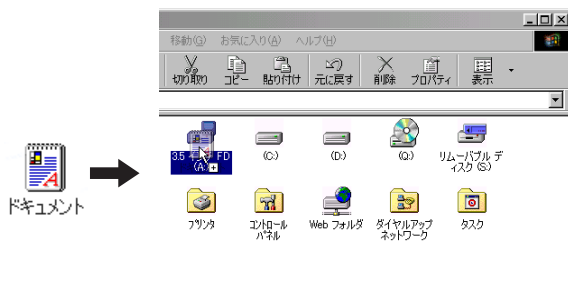 移動(G) お気に入り(A) ヘルプ(H)
切り取り コピー 貼り付け 元に戻す 削除 プロパティ 表示
3.5 FD
(A:)
(C:)
(D:)
(Q:)
リムーバブル デ
ィスク (S:)
ドキュメント
プリンタ
コントロール
パネル
Web フォルダ
ダイヤルアップ
ネットワーク
タスク